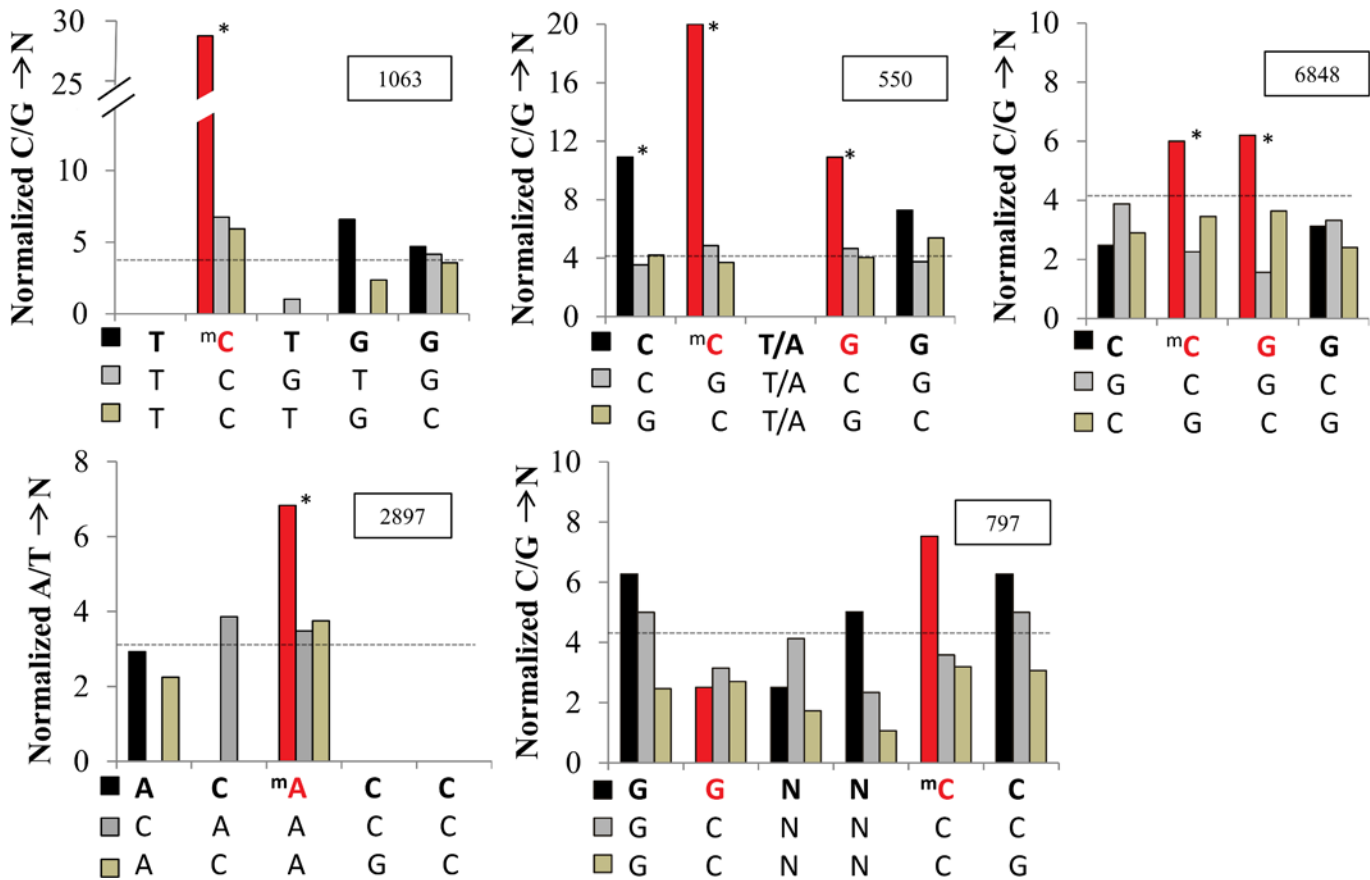 Normalized C/G →N
30
25
10
5
0
*
1063
T mC T G G
T C G T G
T C T G C
Normalized C/G →N
20
16
12
8
4
0
*
*
*
550
C mC T/A G G
C G T/A C G
G C T/A G C
Normalized C/G →N
10
8
6
4
2
0
*
*
6848
C mC G G
G C G C
C G C G
Normalized A/T →N
8
6
4
2
0
*
2897
A C mA C C
C A A C C
A C A G C
Normalized C/G →N
10
8
6
4
2
0
797
G G N N mC C
G C N N C C
G C N N C G